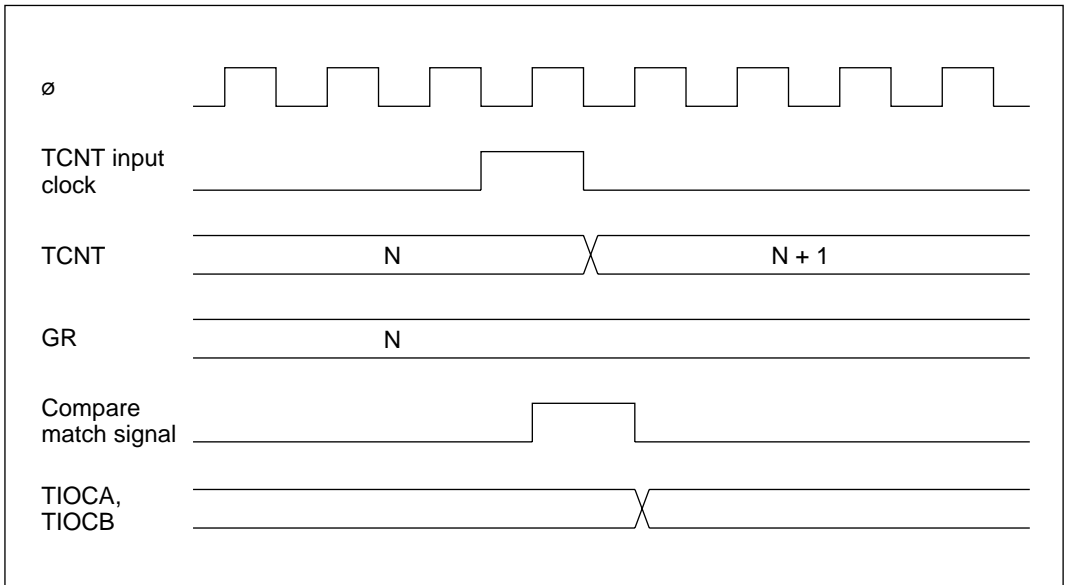 ø
TCNT input
clock
TCNT
N
N + 1
GR
N
Compare
match signal
TIOCA,
TIOCB